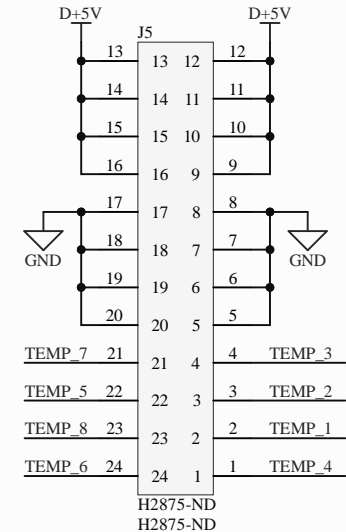 D+5V D+5V
J5
13 13 12 12
14 14 11 11
15 15 10 10
16 16 9 9
17 17 8 8
GND 18 18 7 7 GND
19 19 6 6
20 20 5 5
TEMP_7 21 21 4 4 TEMP_3
TEMP_5 22 22 3 3 TEMP_2
TEMP_8 23 23 2 2 TEMP_1
TEMP_6 24 24 1 1 TEMP_4
H2875-ND
H2875-ND